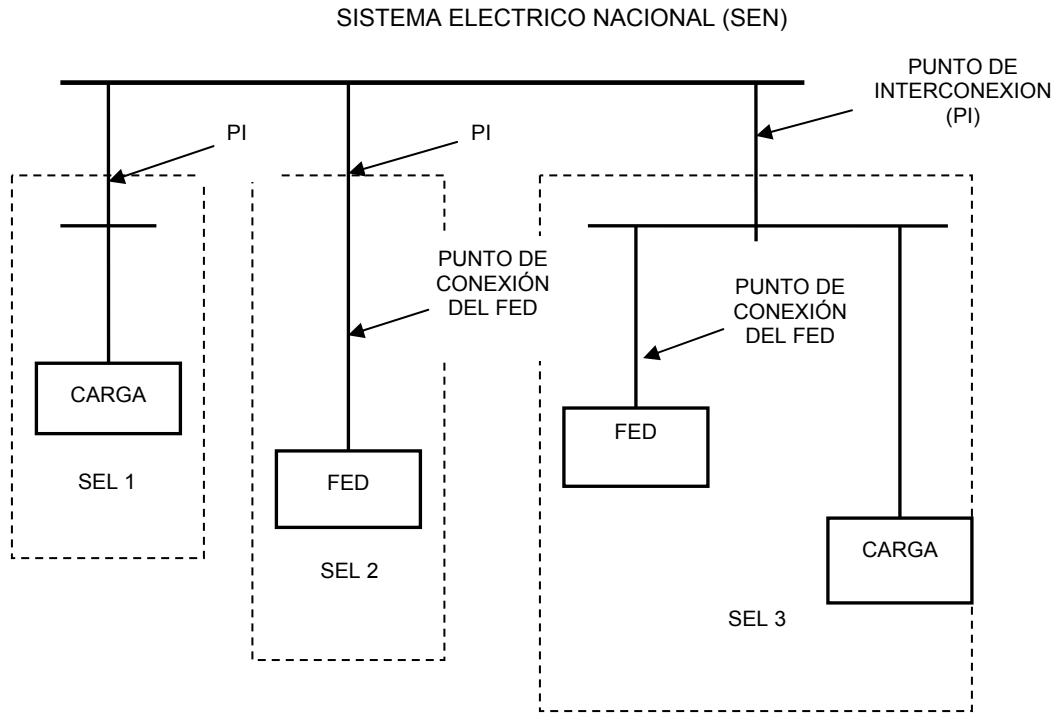 SISTEMA ELECTRICO NACIONAL (SEN)
PUNTO DE
INTERCONEXION
(PI)
PI
PI
PUNTO DE
CONEXIÓN
DEL FED
PUNTO DE
CONEXIÓN
DEL FED
CARGA
SEL 1
FED
SEL 2
FED
CARGA
SEL 3